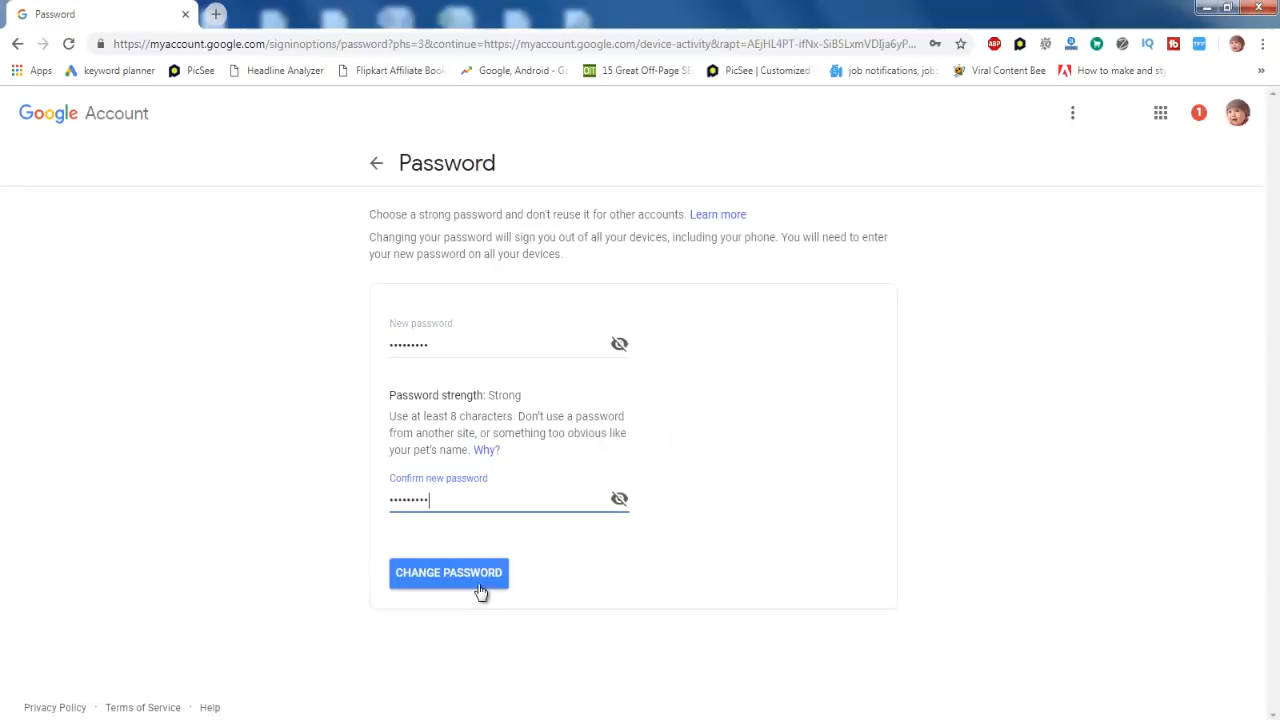 Password
https://myaccount.google.com/signinoptions/password?phs=3&continue=https://myaccount.google.com/device-activity&rapt=AEjHL4PT-ifNx-SiB5LxmVDIja6yP...
ABP
IQ
Apps
keyword planner
PicSee
Headline Analyzer
Flipkart Affiliate Boo
Google, Android - G
15 Great Off-Page SE
PicSee | Customized
job notifications, job
Viral Content Bee
How to make and st
»
Google Account
1
Password
Choose a strong password and don't reuse it for other accounts. Learn more
Changing your password will sign you out of all your devices, including your phone. You will need to enter
your new password on all your devices.
New password
•••••••••
Password strength: Strong
Use at least 8 characters. Don't use a password
from another site, or something too obvious like
your pet's name. Why?
Confirm new password
•••••••••
CHANGE PASSWORD
Privacy Policy · Terms of Service · Help